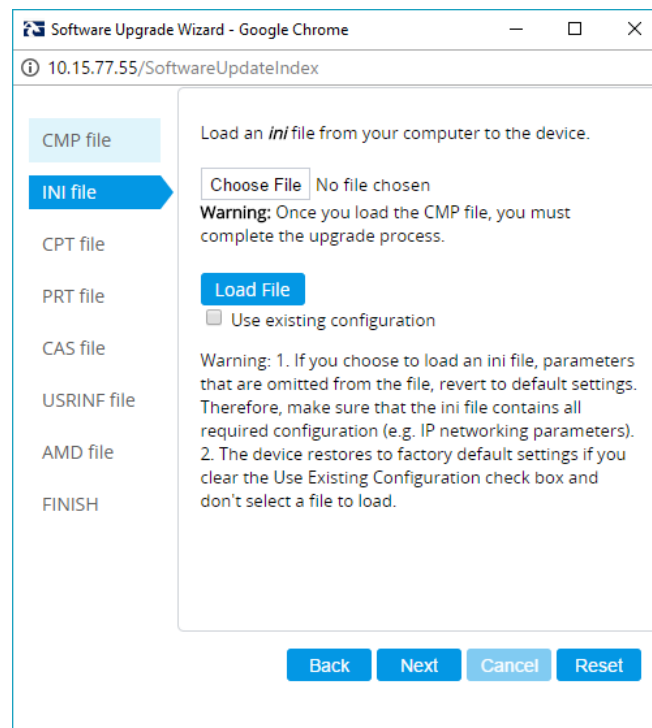 Software Upgrade Wizard - Google Chrome
10.15.77.55/SoftwareUpdateIndex
CMP file
INI file
CPT file
PRT file
CAS file
USRINF file
AMD file
FINISH
Load an ini file from your computer to the device.
Choose File No file chosen
Warning: Once you load the CMP file, you must
complete the upgrade process.
Load File
Use existing configuration
Warning: 1. If you choose to load an ini file, parameters
that are omitted from the file, revert to default settings.
Therefore, make sure that the ini file contains all
required configuration (e.g. IP networking parameters).
2. The device restores to factory default settings if you
clear the Use Existing Configuration check box and
don't select a file to load.
Back Next Cancel Reset